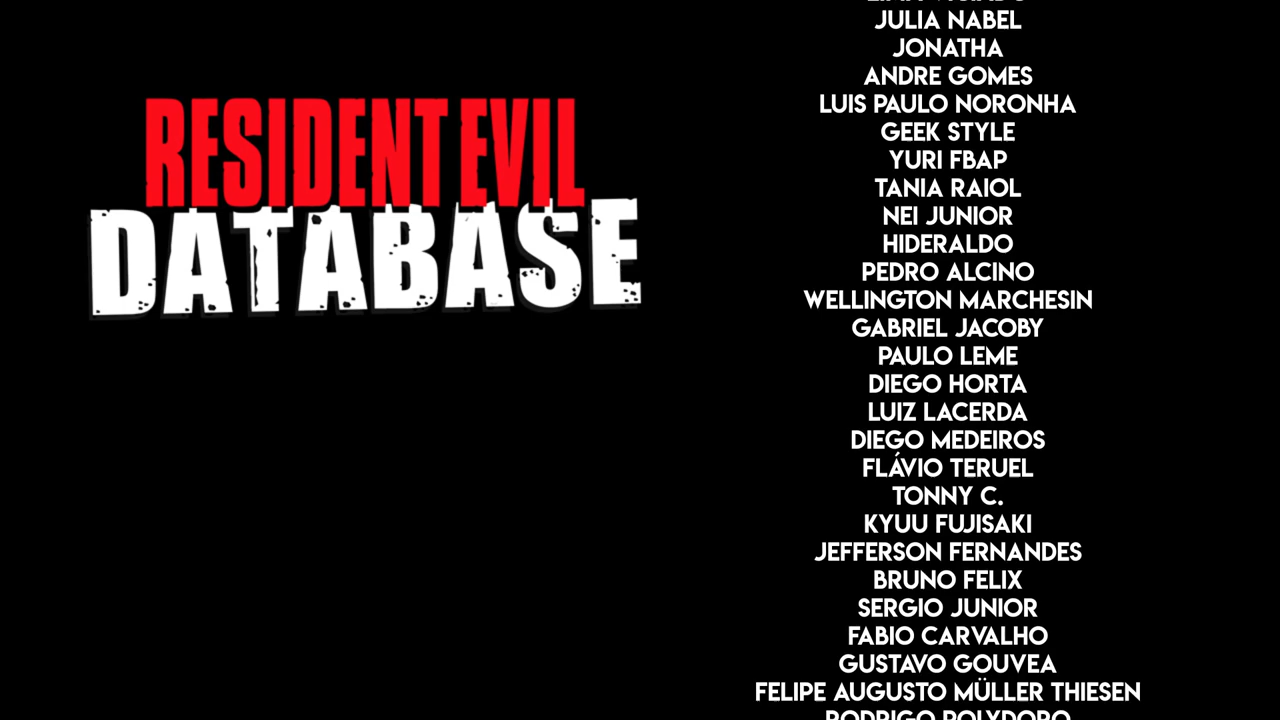 RESIDENT EVIL
DATABASE
JULIA NABEL
JONATHA
ANDRE GOMES
LUIS PAULO NORONHA
GEEK STYLE
YURI FBAP
TANIA RAIOL
NEI JUNIOR
HIDERALDO
PEDRO ALCINO
WELLINGTON MARCHESIN
GABRIEL JACOBY
PAULO LEME
DIEGO HORTA
LUIZ LACERDA
DIEGO MEDEIROS
FLÁVIO TERUEL
TONNY C.
KYUU FUJISAKI
JEFFERSON FERNANDES
BRUNO FELIX
SERGIO JUNIOR
FABIO CARVALHO
GUSTAVO GOUVEA
FELIPE AUGUSTO MÜLLER THIESEN
RODRIGO POLYDORO